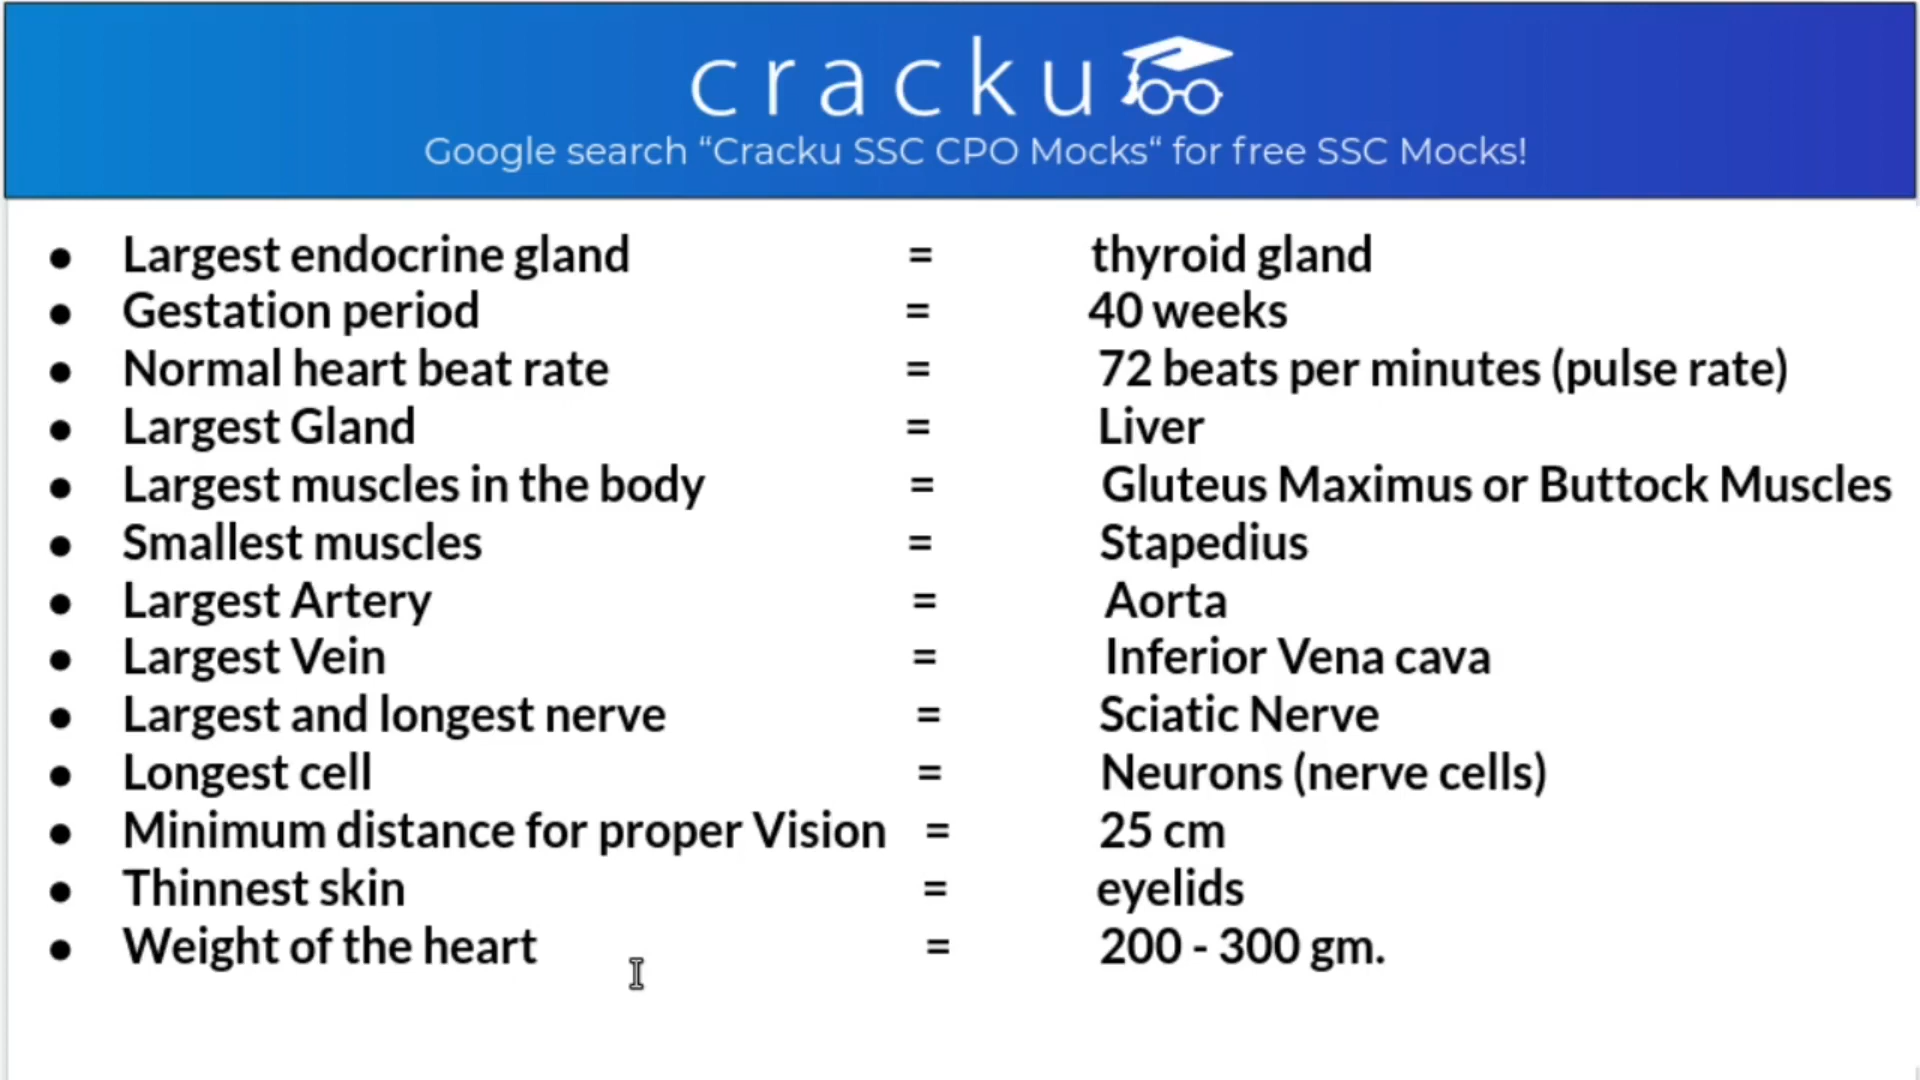 cracku
Google search “Cracku SSC CPO Mocks“ for free SSC Mocks!
● Largest endocrine gland = thyroid gland
● Gestation period = 40 weeks
● Normal heart beat rate = 72 beats per minutes (pulse rate)
● Largest Gland = Liver
● Largest muscles in the body = Gluteus Maximus or Buttock Muscles
● Smallest muscles = Stapedius
● Largest Artery = Aorta
● Largest Vein = Inferior Vena cava
● Largest and longest nerve = Sciatic Nerve
● Longest cell = Neurons (nerve cells)
● Minimum distance for proper Vision = 25 cm
● Thinnest skin = eyelids
● Weight of the heart = 200 - 300 gm.